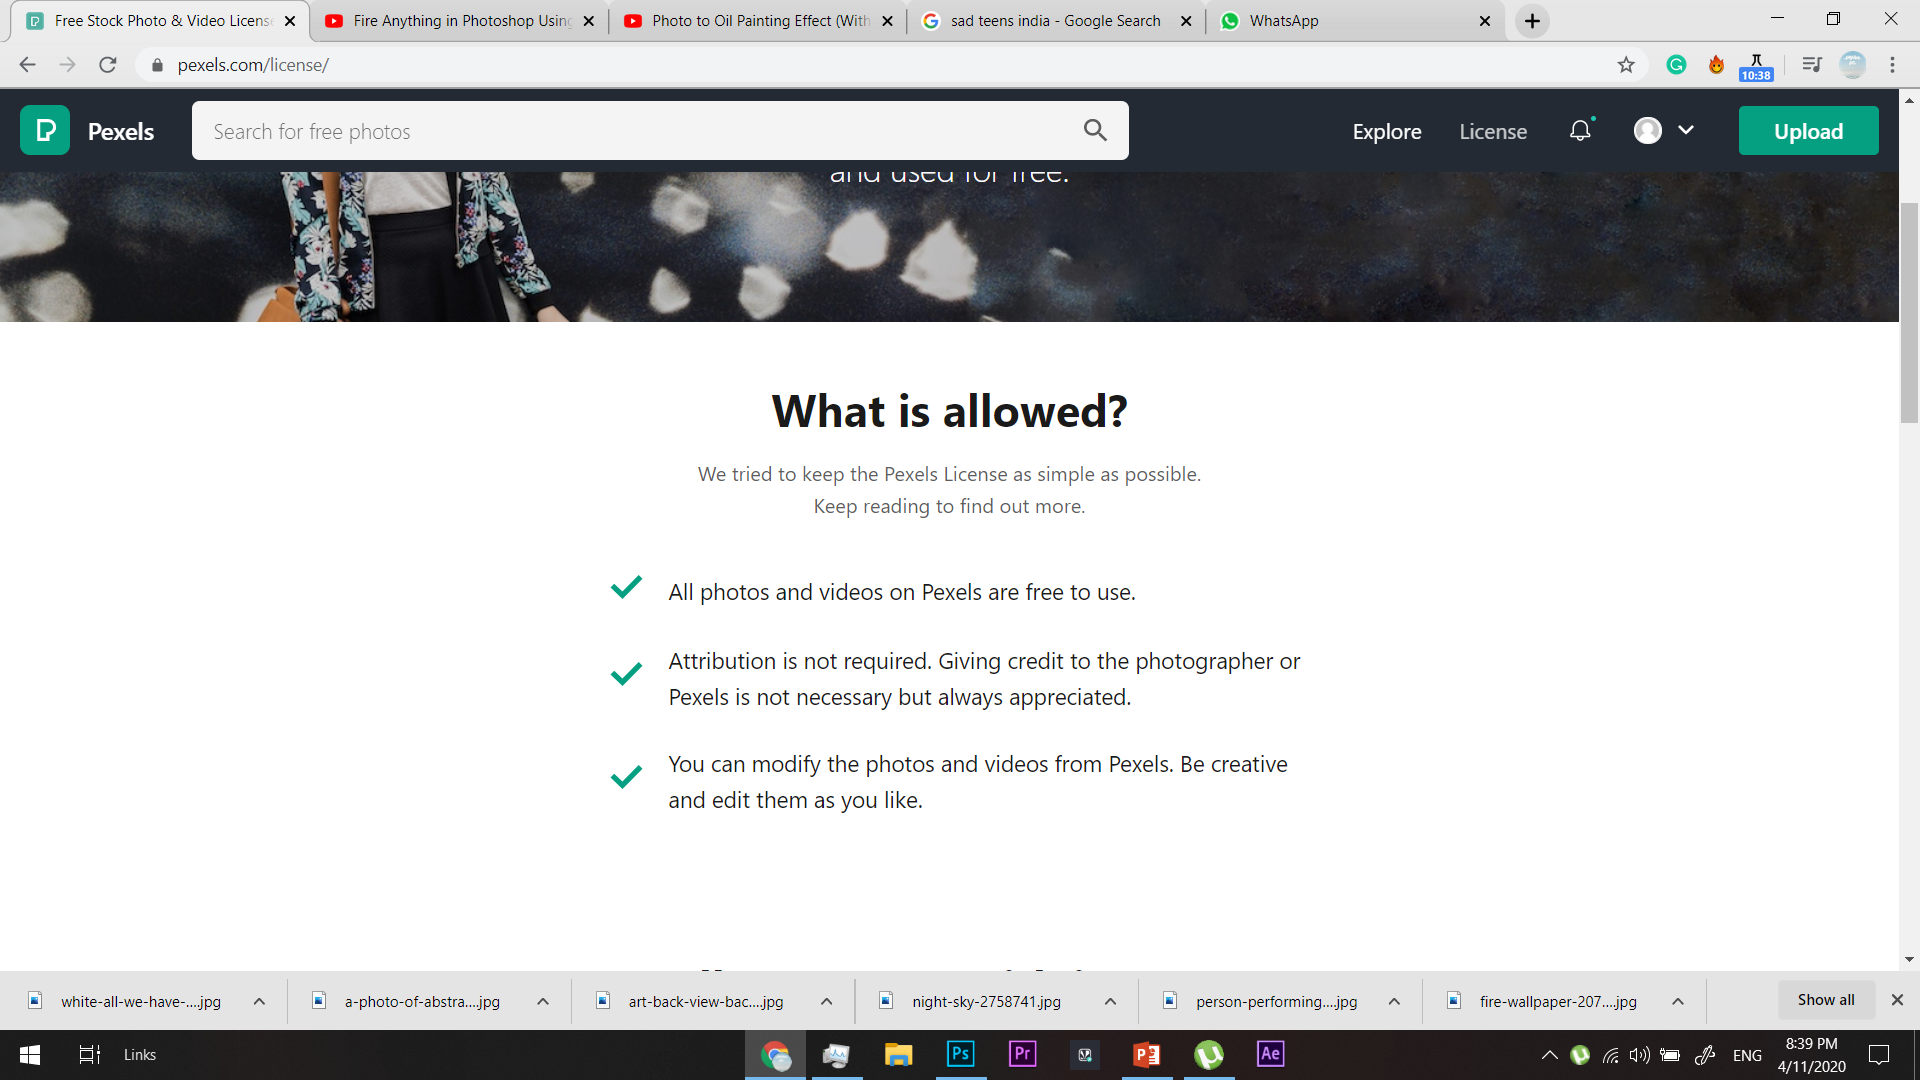 Free Stock Photo & Video License
Fire Anything in Photoshop Using
Photo to Oil Painting Effect (With
sad teens india - Google Search
WhatsApp
pexels.com/license/
10:38
Pexels
Search for free photos
Explore
License
Upload
and used for free.
What is allowed?
We tried to keep the Pexels License as simple as possible.
Keep reading to find out more.
All photos and videos on Pexels are free to use.
Attribution is not required. Giving credit to the photographer or
Pexels is not necessary but always appreciated.
You can modify the photos and videos from Pexels. Be creative
and edit them as you like.
white-all-we-have-....jpg
a-photo-of-abstra....jpg
art-back-view-bac....jpg
night-sky-2758741.jpg
person-performing....jpg
fire-wallpaper-207....jpg
Show all
Links
Ps
Pr
Ae
ENG
8:39 PM
4/11/2020